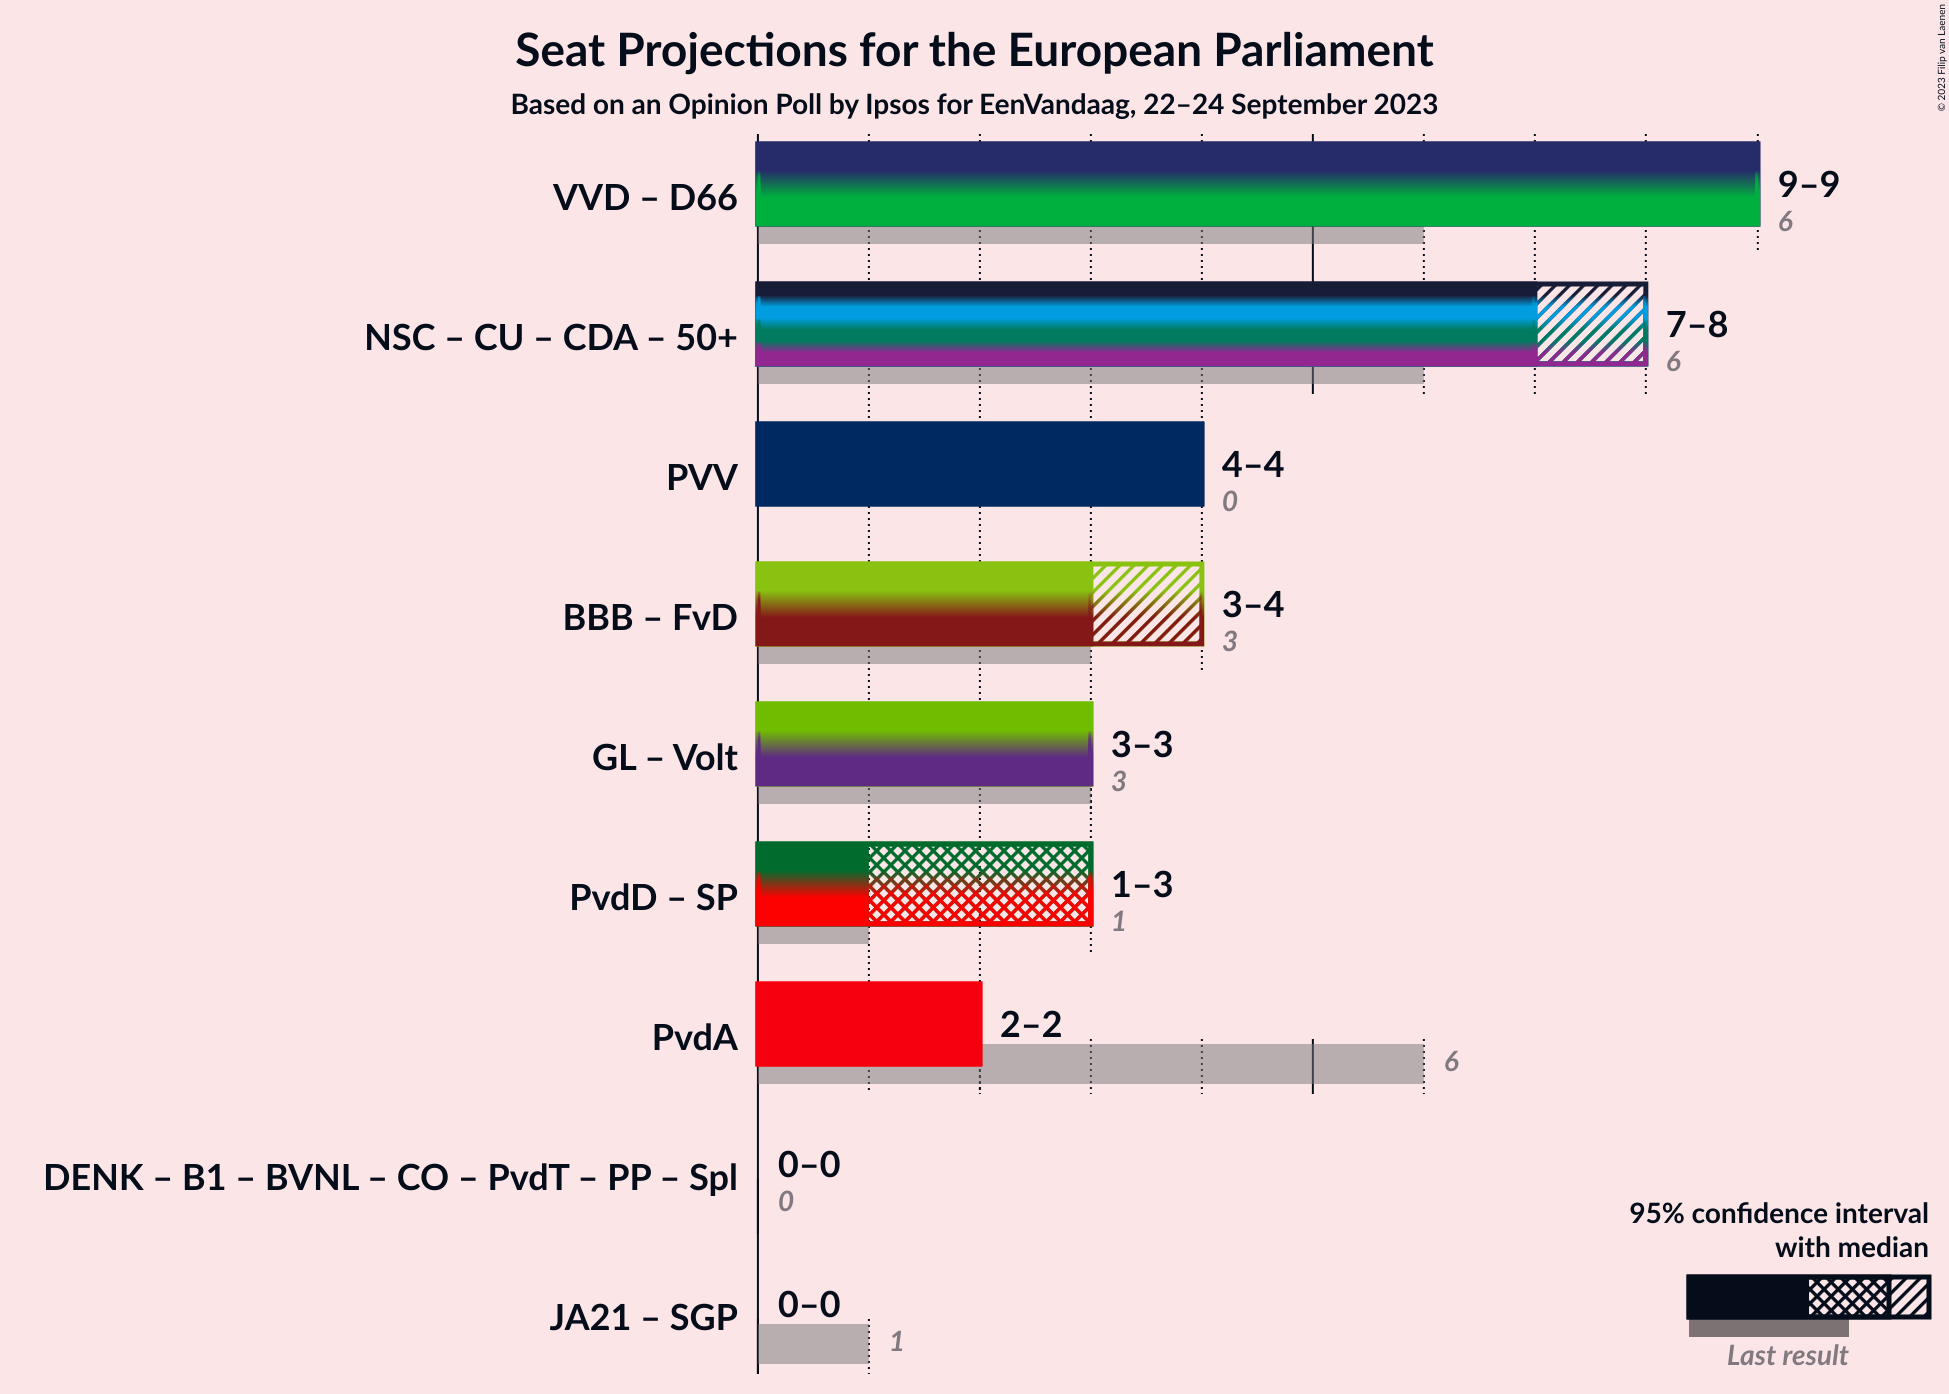 Seat Projections for the European Parliament
Based on an Opinion Poll by Ipsos for EenVandaag, 22–24 September 2023
© 2023 Filip van Laenen
VVD – D66
9–9
6
NSC – CU – CDA – 50+
7–8
6
PVV
4–4
0
BBB – FvD
3–4
3
GL – Volt
3–3
3
PvdD – SP
1–3
1
PvdA
2–2
6
DENK – B1 – BVNL – CO – PvdT – PP – Spl
0–0
0
JA21 – SGP
0–0
1
95% confidence interval
with median
Last result